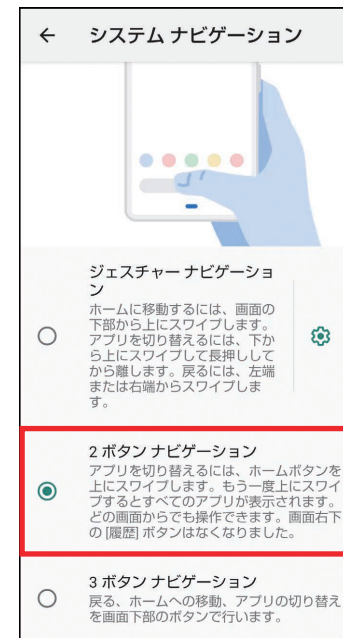 システム ナビゲーション
ジェスチャー ナビゲーショ
ン
ホームに移動するには、画面の
下部から上にスワイプします。
アプリを切り替えるには、下か
ら上にスワイプして長押しして
から離します。戻るには、左端
または右端からスワイプしま
す。
2 ボタン ナビゲーション
アプリを切り替えるには、ホームボタンを
上にスワイプします。もう一度上にスワイ
プするとすべてのアプリが表示されます。
どの画面からでも操作できます。画面右下
の [履歴] ボタンはなくなりました。
3 ボタン ナビゲーション
戻る、ホームへの移動、アプリの切り替え
を画面下部のボタンで行います。